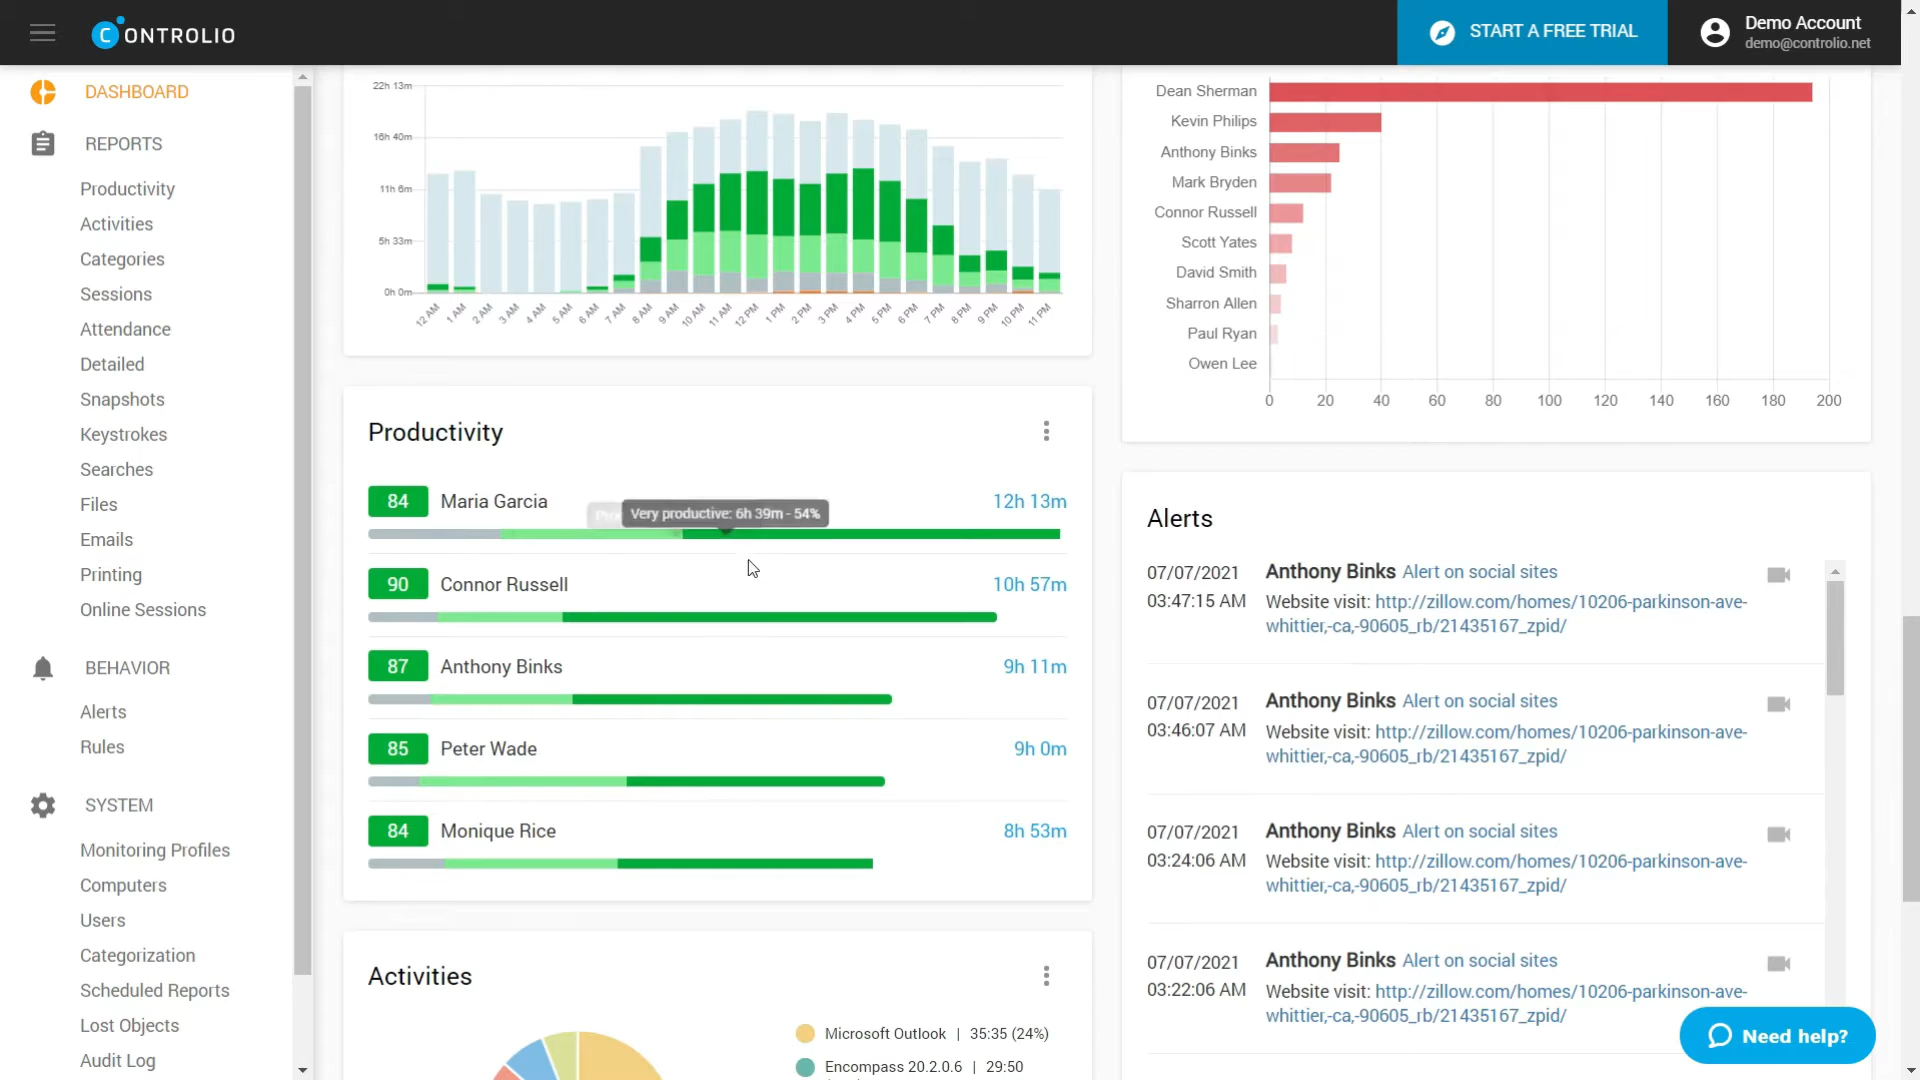 CONTROLIO
START A FREE TRIAL
Demo Account
demo@controlio.net
DASHBOARD
REPORTS
Productivity
Activities
Categories
Sessions
Attendance
Detailed
Snapshots
Keystrokes
Searches
Files
Emails
Printing
Online Sessions
BEHAVIOR
Alerts
Rules
SYSTEM
Monitoring Profiles
Computers
Users
Categorization
Scheduled Reports
Lost Objects
Audit Log
22h 13m
16h 40m
11h 6m
5h 33m
0h 0m
12 AM 1 AM 2 AM 3 AM 4 AM 5 AM 6 AM 7 AM 8 AM 9 AM 10 AM 11 AM 12 PM 1 PM 2 PM 3 PM 4 PM 5 PM 6 PM 7 PM 8 PM 9 PM 10 PM 11 PM
Productivity
84 Maria Garcia 12h 13m
Very productive: 6h 39m - 54%
90 Connor Russell 10h 57m
87 Anthony Binks 9h 11m
85 Peter Wade 9h 0m
84 Monique Rice 8h 53m
Activities
Microsoft Outlook | 35:35 (24%)
Encompass 20.2.0.6 | 29:50
Dean Sherman
Kevin Philips
Anthony Binks
Mark Bryden
Connor Russell
Scott Yates
David Smith
Sharron Allen
Paul Ryan
Owen Lee
0 20 40 60 80 100 120 140 160 180 200
Alerts
07/07/2021 Anthony Binks Alert on social sites
03:47:15 AM Website visit: http://zillow.com/homes/10206-parkinson-ave-
whittier,-ca,-90605_rb/21435167_zpid/
07/07/2021 Anthony Binks Alert on social sites
03:46:07 AM Website visit: http://zillow.com/homes/10206-parkinson-ave-
whittier,-ca,-90605_rb/21435167_zpid/
07/07/2021 Anthony Binks Alert on social sites
03:24:06 AM Website visit: http://zillow.com/homes/10206-parkinson-ave-
whittier,-ca,-90605_rb/21435167_zpid/
07/07/2021 Anthony Binks Alert on social sites
03:22:06 AM Website visit: http://zillow.com/homes/10206-parkinson-ave-
whittier,-ca,-90605_rb/21435167_zpid/
Need help?